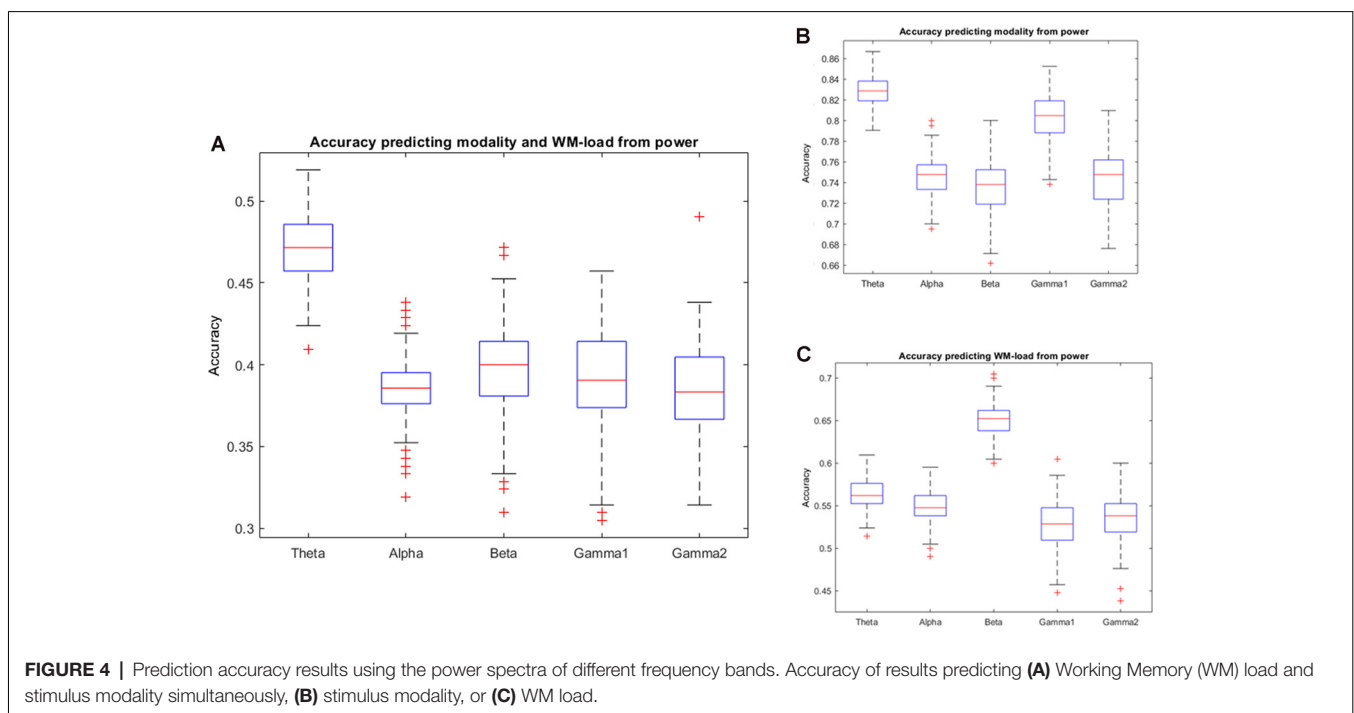 A
Accuracy predicting modality and WM-load from power
Accuracy
0.5
0.45
0.4
0.35
0.3
Theta Alpha Beta Gamma1 Gamma2
B
Accuracy predicting modality from power
Accuracy
0.86
0.84
0.82
0.8
0.78
0.76
0.74
0.72
0.7
0.68
0.66
Theta Alpha Beta Gamma1 Gamma2
C
Accuracy predicting WM-load from power
Accuracy
0.7
0.65
0.6
0.55
0.5
0.45
Theta Alpha Beta Gamma1 Gamma2
FIGURE 4 | Prediction accuracy results using the power spectra of different frequency bands. Accuracy of results predicting (A) Working Memory (WM) load and
stimulus modality simultaneously, (B) stimulus modality, or (C) WM load.